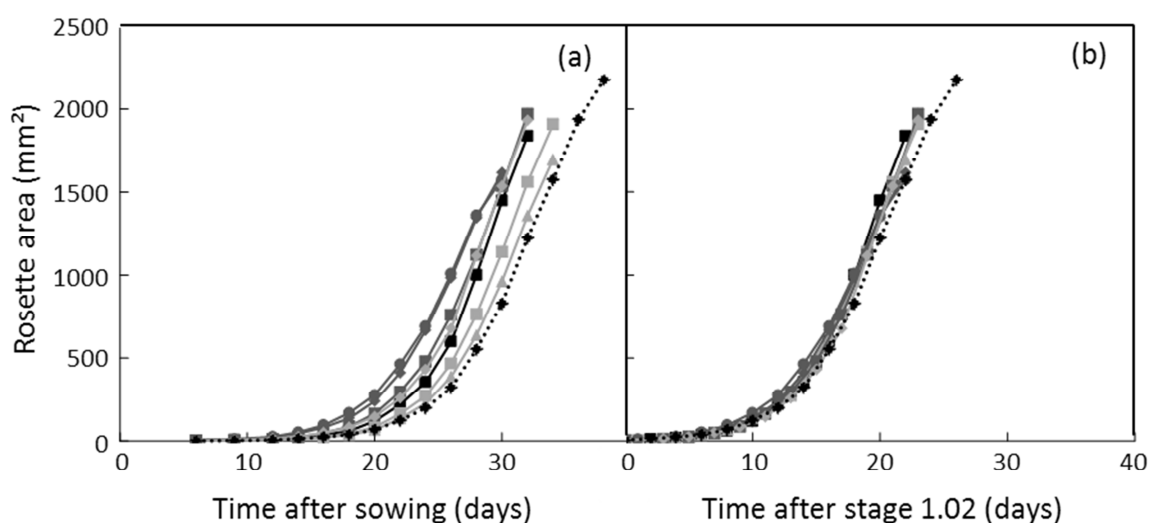 2500
2000
1500
1000
500
0
Rosette area (mm²)
(a)
(b)
0 10 20 30 0 10 20 30 40
Time after sowing (days)
Time after stage 1.02 (days)